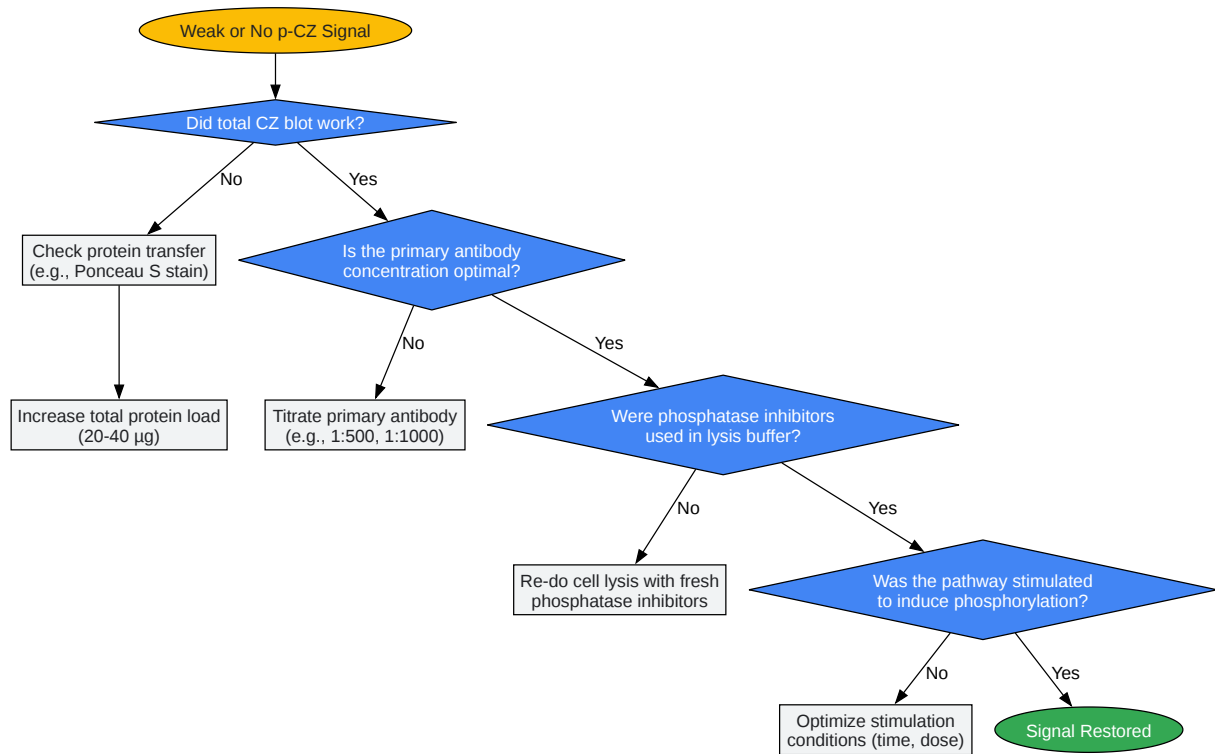 Weak or No p-CZ Signal
Did total CZ blot work?
No
Yes
Check protein transfer
(e.g., Ponceau S stain)
Is the primary antibody
concentration optimal?
No
Yes
Increase total protein load
(20-40 µg)
Titrate primary antibody
(e.g., 1:500, 1:1000)
Were phosphatase inhibitors
used in lysis buffer?
No
Yes
Re-do cell lysis with fresh
phosphatase inhibitors
Was the pathway stimulated
to induce phosphorylation?
No
Yes
Optimize stimulation
conditions (time, dose)
Signal Restored